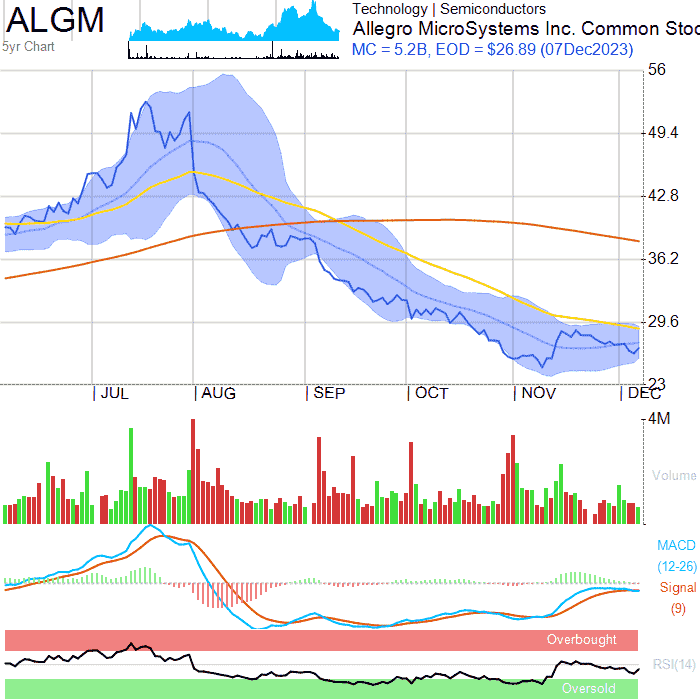 ALGM
5yr Chart
Technology | Semiconductors
Allegro MicroSystems Inc. Common Stoc
MC = 5.2B, EOD = $26.89 (07Dec2023)
56
49.4
42.8
36.2
29.6
23
JUL
AUG
SEP
OCT
NOV
DEC
4M
Volume
MACD
(12-26)
Signal
(9)
Overbought
RSI(14)
Oversold